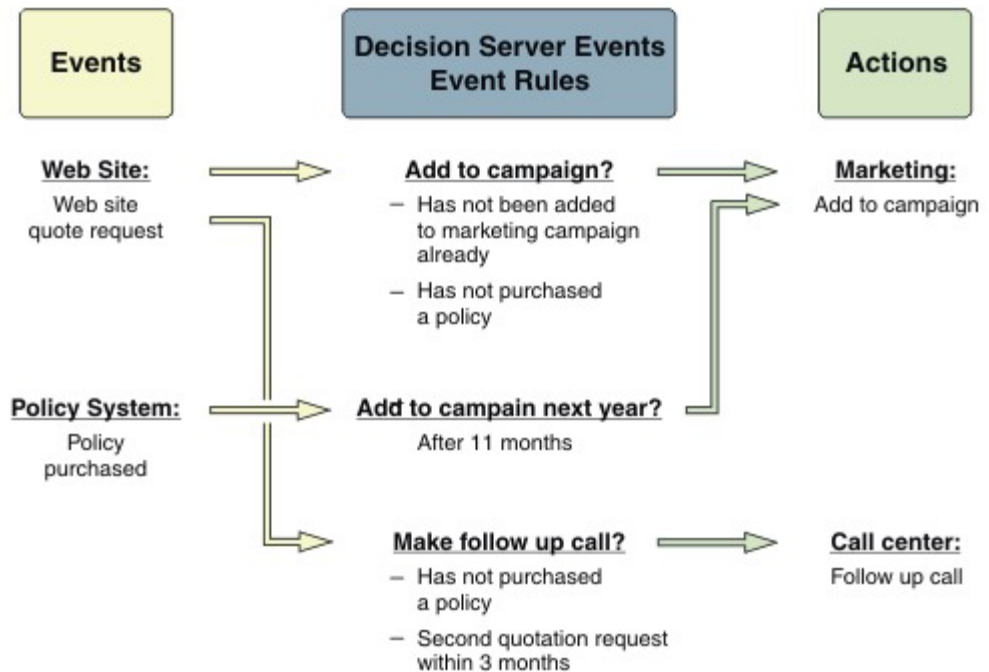 Events
Decision Server Events
Event Rules
Actions
Web Site:
Web site
quote request
Add to campaign?
– Has not been added
to marketing campaign
already
– Has not purchased
a policy
Marketing:
Add to campaign
Policy System:
Policy
purchased
Add to campain next year?
After 11 months
Make follow up call?
– Has not purchased
a policy
– Second quotation request
within 3 months
Call center:
Follow up call